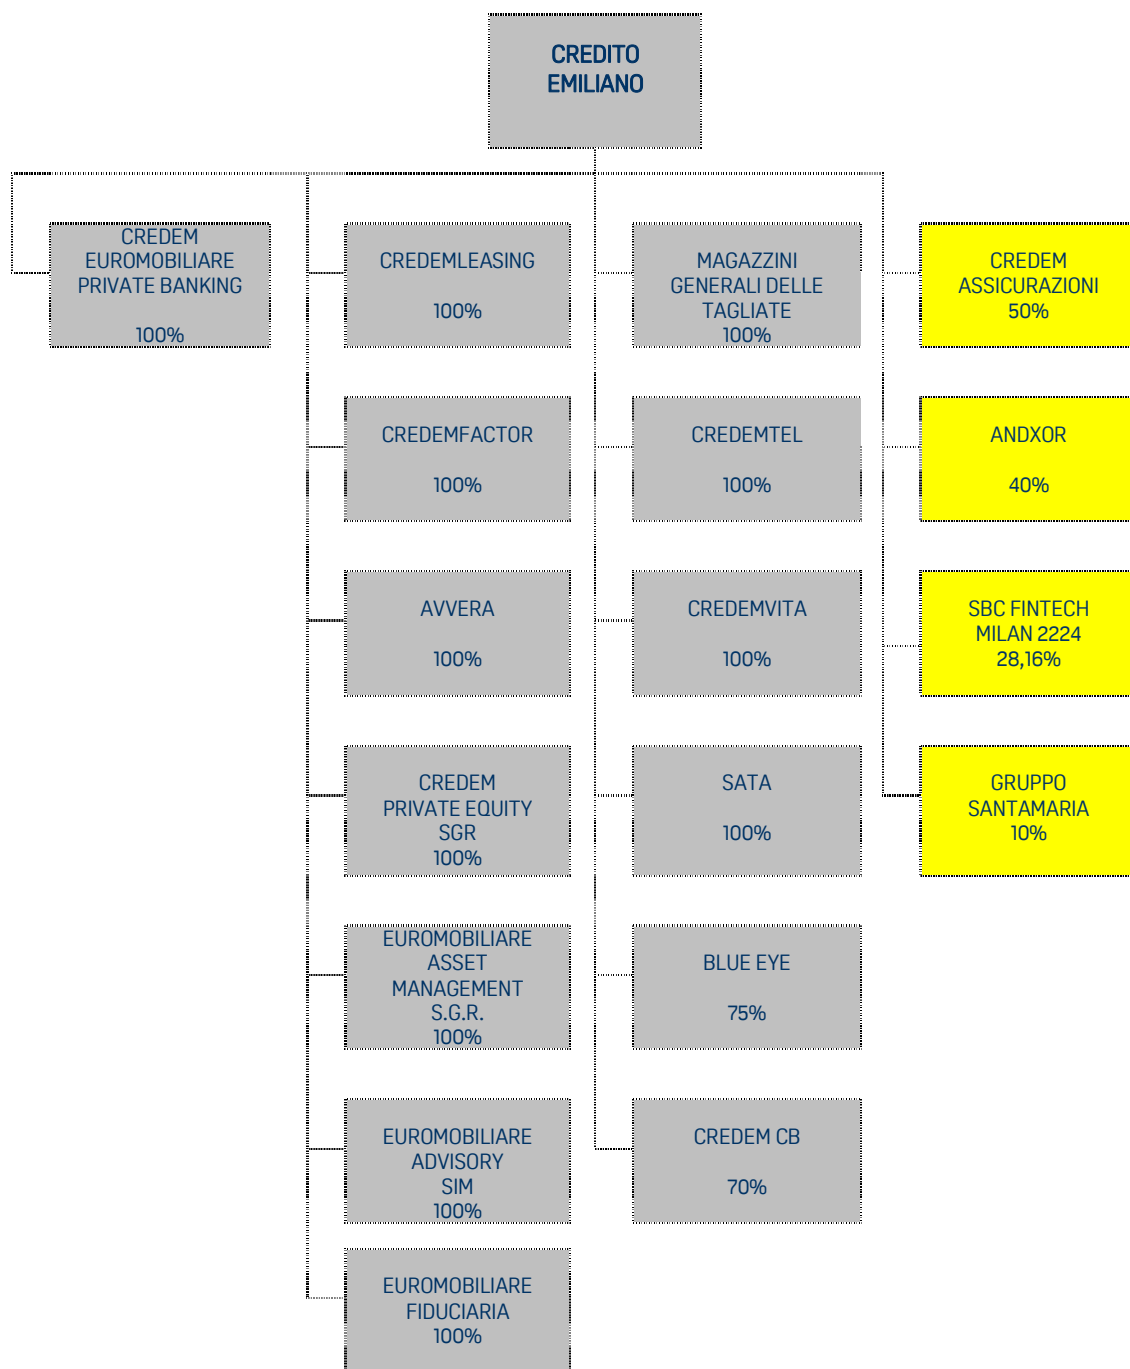 CREDITO
EMILIANO
CREDEM
EUROMOBILIARE
PRIVATE BANKING
100%
CREDEMLEASING
100%
MAGAZZINI
GENERALI DELLE
TAGLIATE
100%
CREDEM
ASSICURAZIONI
50%
CREDEMFACTOR
100%
CREDEMTEL
100%
ANDXOR
40%
AVVERA
100%
CREDEMVITA
100%
SBC FINTECH
MILAN 2224
28,16%
CREDEM
PRIVATE EQUITY
SGR
100%
SATA
100%
GRUPPO
SANTAMARIA
10%
EUROMOBILIARE
ASSET
MANAGEMENT
S.G.R.
100%
BLUE EYE
75%
EUROMOBILIARE
ADVISORY
SIM
100%
CREDEM CB
70%
EUROMOBILIARE
FIDUCIARIA
100%